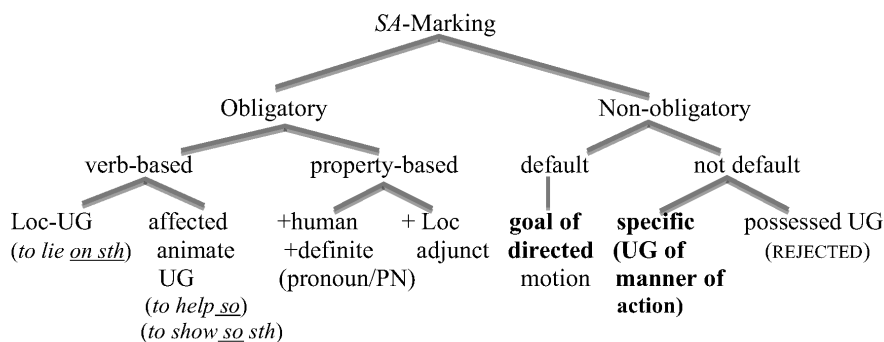 SA-Marking
Obligatory Non-obligatory
verb-based property-based default not default
Loc-UG affected +human + Loc goal of specific possessed UG
(to lie on sth) animate +definite adjunct directed (UG of (REJECTED)
UG (pronoun/PN) motion manner of
(to help so) action)
(to show so sth)